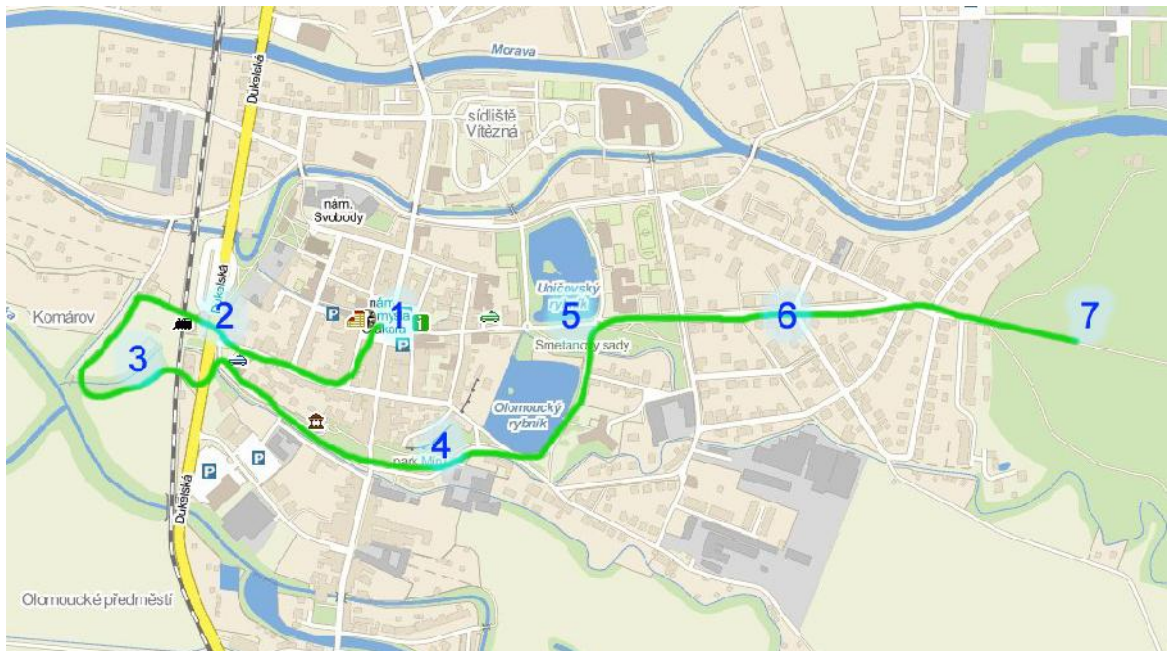 Dukelská
Morava
sídliště
Vítězná
nám.
Svobody
Dukelská
Komárov
2
nám.
1
i
P
P
Uničovský
rybník
5
6
7
3
Smetanovy sady
Olomoucký
rybník
4
park Míru
P
P
Dukelská
Olomoucké předměstí